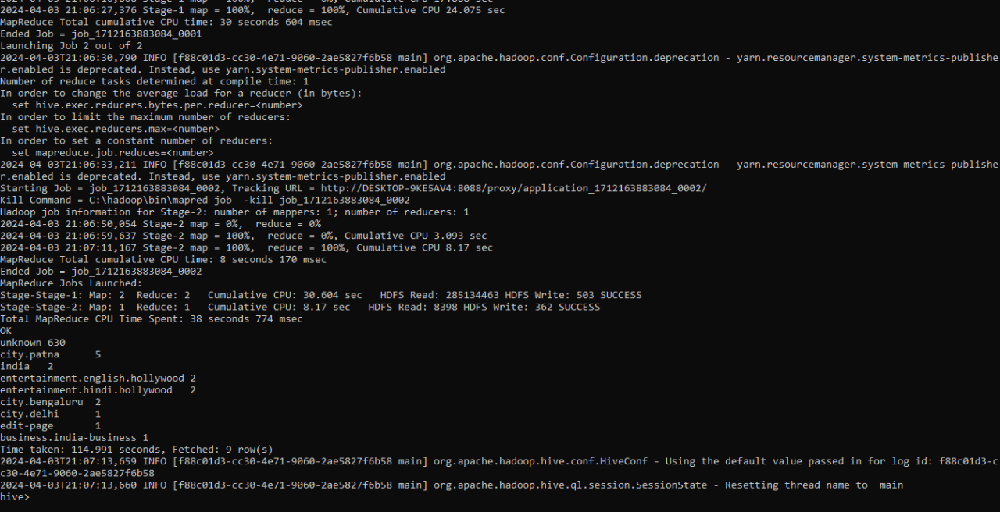 2024-04-03 21:06:27,376 Stage-1 map = 100%,  reduce = 100%, Cumulative CPU 24.075 sec
MapReduce Total cumulative CPU time: 30 seconds 604 msec
Ended Job = job_1712163883084_0001
Launching Job 2 out of 2
2024-04-03T21:06:30,790 INFO [f88c01d3-cc30-4e71-9060-2ae5827f6b58 main] org.apache.hadoop.conf.Configuration.deprecation - yarn.resourcemanager.system-metrics-publishe
r.enabled is deprecated. Instead, use yarn.system-metrics-publisher.enabled
Number of reduce tasks determined at compile time: 1
In order to change the average load for a reducer (in bytes):
  set hive.exec.reducers.bytes.per.reducer=<number>
In order to limit the maximum number of reducers:
  set hive.exec.reducers.max=<number>
In order to set a constant number of reducers:
  set mapreduce.job.reduces=<number>
2024-04-03T21:06:33,211 INFO [f88c01d3-cc30-4e71-9060-2ae5827f6b58 main] org.apache.hadoop.conf.Configuration.deprecation - yarn.resourcemanager.system-metrics-publishe
r.enabled is deprecated. Instead, use yarn.system-metrics-publisher.enabled
Starting Job = job_1712163883084_0002, Tracking URL = http://DESKTOP-9KE5AV4:8088/proxy/application_1712163883084_0002/
Kill Command = C:\hadoop\bin\mapred job  -kill job_1712163883084_0002
Hadoop job information for Stage-2: number of mappers: 1; number of reducers: 1
2024-04-03 21:06:50,054 Stage-2 map = 0%,  reduce = 0%
2024-04-03 21:06:59,637 Stage-2 map = 100%,  reduce = 0%, Cumulative CPU 3.093 sec
2024-04-03 21:07:11,167 Stage-2 map = 100%,  reduce = 100%, Cumulative CPU 8.17 sec
MapReduce Total cumulative CPU time: 8 seconds 170 msec
Ended Job = job_1712163883084_0002
MapReduce Jobs Launched:
Stage-Stage-1: Map: 2  Reduce: 2   Cumulative CPU: 30.604 sec   HDFS Read: 285134463 HDFS Write: 503 SUCCESS
Stage-Stage-2: Map: 1  Reduce: 1   Cumulative CPU: 8.17 sec   HDFS Read: 8398 HDFS Write: 362 SUCCESS
Total MapReduce CPU Time Spent: 38 seconds 774 msec
OK
unknown 630
city.patna      5
india   2
entertainment.english.hollywood 2
entertainment.hindi.bollywood   2
city.bengaluru  2
city.delhi      1
edit-page       1
business.india-business 1
Time taken: 114.991 seconds, Fetched: 9 row(s)
2024-04-03T21:07:13,659 INFO [f88c01d3-cc30-4e71-9060-2ae5827f6b58 main] org.apache.hadoop.hive.conf.HiveConf - Using the default value passed in for log id: f88c01d3-c
c30-4e71-9060-2ae5827f6b58
2024-04-03T21:07:13,660 INFO [f88c01d3-cc30-4e71-9060-2ae5827f6b58 main] org.apache.hadoop.hive.ql.session.SessionState - Resetting thread name to  main
hive>